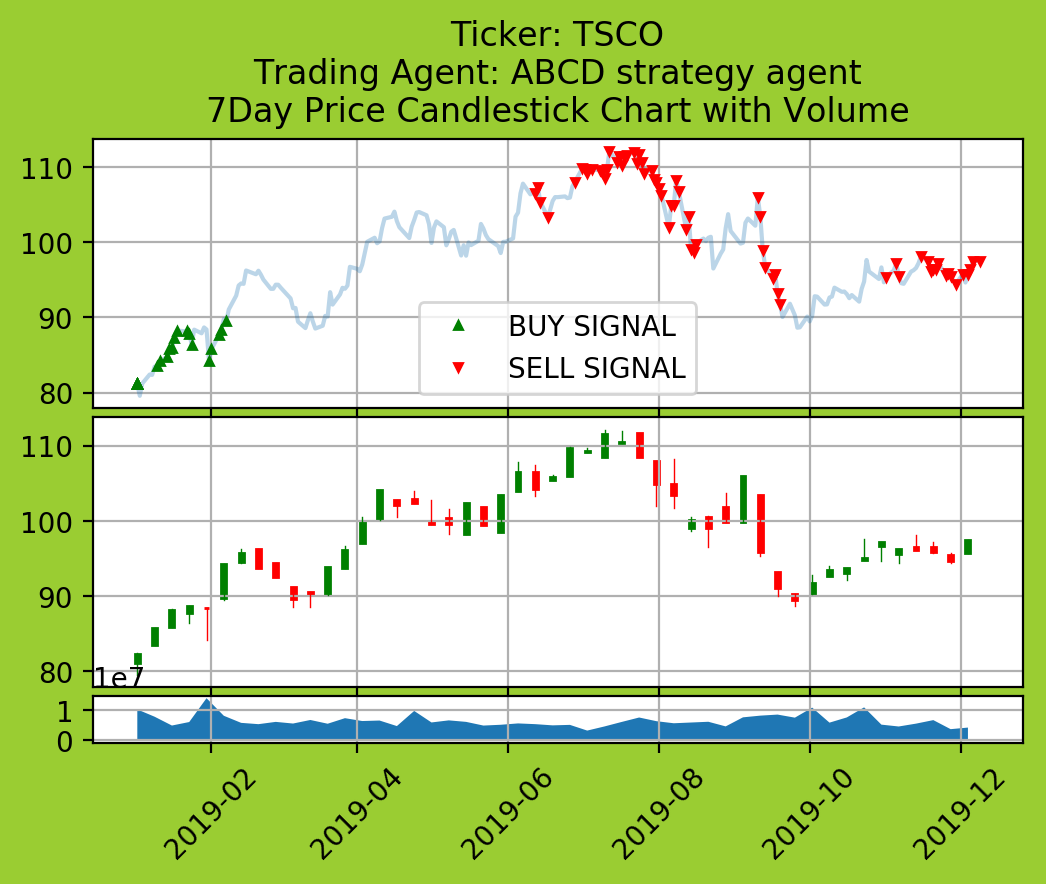 Ticker: TSCO
Trading Agent: ABCD strategy agent
7Day Price Candlestick Chart with Volume
110
100
90
80
BUY SIGNAL
SELL SIGNAL
110
100
90
80
1e7
1
0
2019-02
2019-04
2019-06
2019-08
2019-10
2019-12